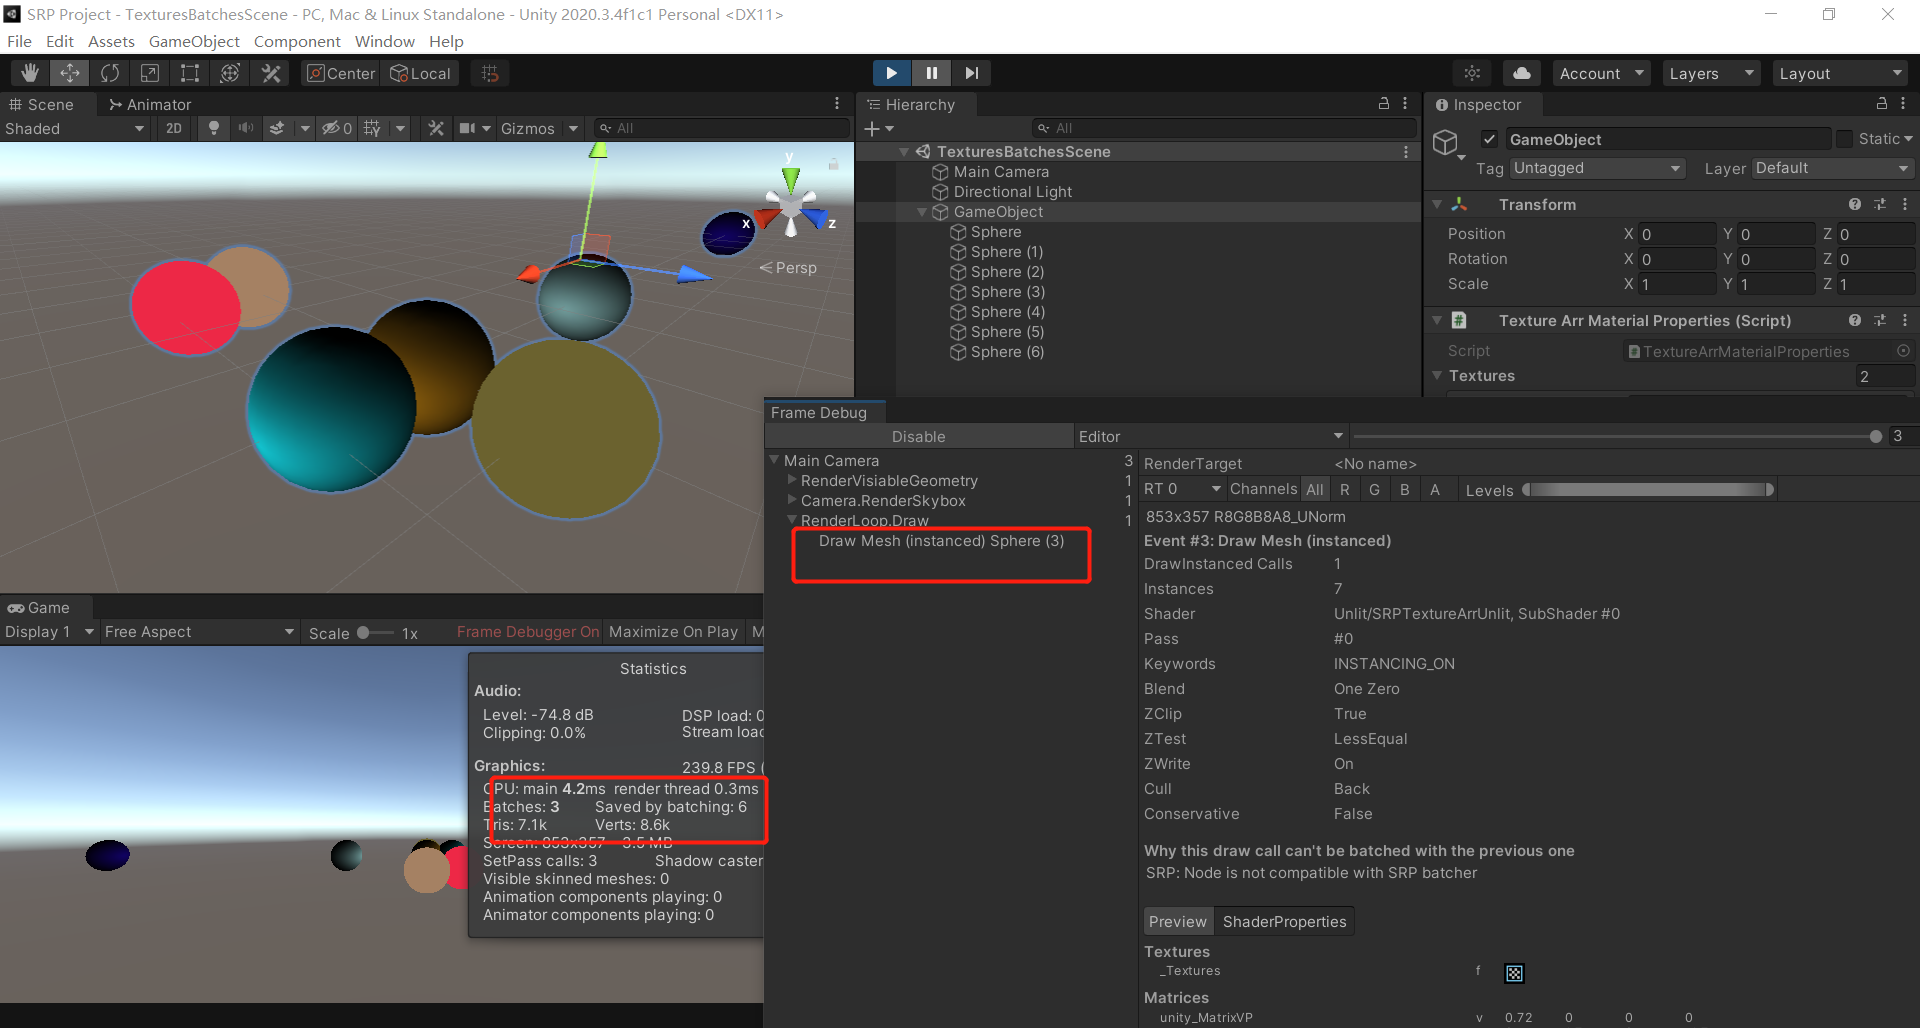 SRP Project - TexturesBatchesScene - PC, Mac & Linux Standalone - Unity 2020.3.4f1c1 Personal <DX11>
File Edit Assets GameObject Component Window Help
Center Local Account Layers Layout
Scene Animator
Shaded 2D 0 Gizmos All
y
x
z
Persp
Hierarchy
All
TexturesBatchesScene
Main Camera
Directional Light
GameObject
Sphere
Sphere (1)
Sphere (2)
Sphere (3)
Sphere (4)
Sphere (5)
Sphere (6)
Inspector
GameObject Static
Tag Untagged Layer Default
Transform
Position X 0 Y 0 Z 0
Rotation X 0 Y 0 Z 0
Scale X 1 Y 1 Z 1
Texture Arr Material Properties (Script)
Script TextureArrMaterialProperties
Textures 2
Game
Display 1 Free Aspect Scale 1x Frame Debugger On Maximize On Play M
Statistics
Audio:
Level: -74.8 dB DSP load: 0
Clipping: 0.0% Stream load
Graphics: 239.8 FPS (
CPU: main 4.2ms render thread 0.3ms
Batches: 3 Saved by batching: 6
Tris: 7.1k Verts: 8.6k
Screen: 853x357 - 3.5 MB
SetPass calls: 3 Shadow caster
Visible skinned meshes: 0
Animation components playing: 0
Animator components playing: 0
Frame Debug
Disable Editor 3
Main Camera 3
RenderVisiableGeometry 1
Camera.RenderSkybox 1
RenderLoop.Draw 1
Draw Mesh (instanced) Sphere (3)
RenderTarget <No name>
RT 0 Channels All R G B A Levels
853x357 R8G8B8A8_UNorm
Event #3: Draw Mesh (instanced)
DrawInstanced Calls 1
Instances 7
Shader Unlit/SRPTextureArrUnlit, SubShader #0
Pass #0
Keywords INSTANCING_ON
Blend One Zero
ZClip True
ZTest LessEqual
ZWrite On
Cull Back
Conservative False
Why this draw call can't be batched with the previous one
SRP: Node is not compatible with SRP batcher
Preview ShaderProperties
Textures
_Textures f
Matrices
unity_MatrixVP v 0.72 0 0 0